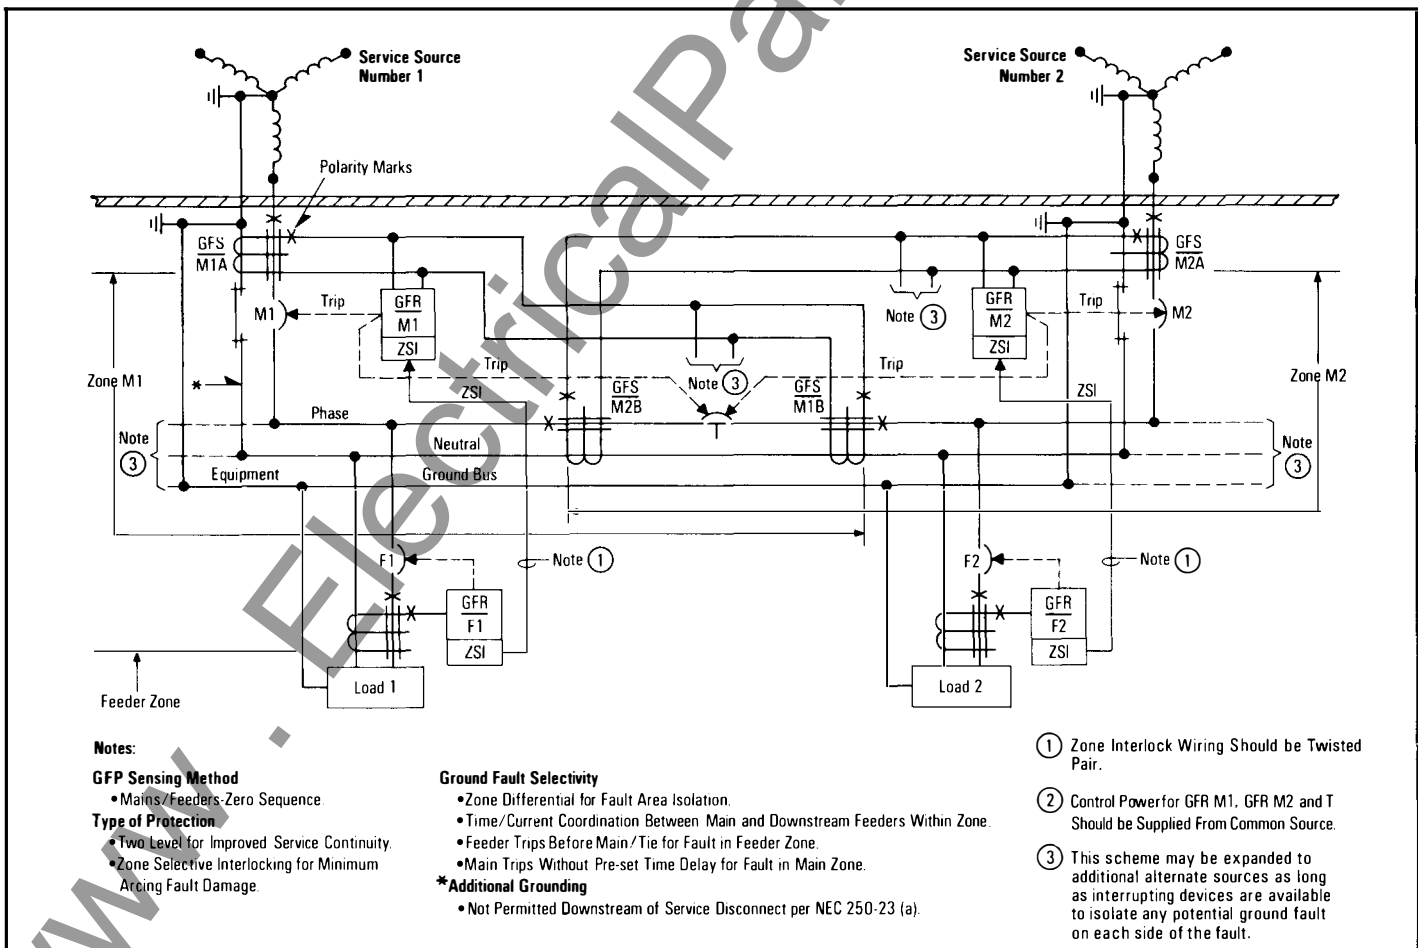 Service Source
Number 1
Service Source
Number 2
Polarity Marks
GFS
M1A
GFS
M2A
M1
Trip
GFR
M1
ZSI
Note 3
GFR
M2
ZSI
Trip
M2
Zone M1
*
Trip
ZSI
Note 3
Trip
ZSI
Zone M2
GFS
M2B
GFS
M1B
T
Phase
Neutral
Equipment
Ground Bus
Note
3
Note
3
F1
Note 1
GFR
F1
ZSI
F2
Note 1
GFR
F2
ZSI
Load 1
Load 2
Feeder Zone
Notes:
GFP Sensing Method
•Mains/Feeders-Zero Sequence.
Type of Protection
•Two Level for Improved Service Continuity.
•Zone Selective Interlocking for Minimum
Arcing Fault Damage.
Ground Fault Selectivity
•Zone Differential for Fault Area Isolation.
•Time/Current Coordination Between Main and Downstream Feeders Within Zone.
•Feeder Trips Before Main/Tie for Fault in Feeder Zone.
•Main Trips Without Pre-set Time Delay for Fault in Main Zone.
*Additional Grounding
•Not Permitted Downstream of Service Disconnect per NEC 250-23 (a).
1 Zone Interlock Wiring Should be Twisted
Pair.
2 Control Power for GFR M1, GFR M2 and T
Should be Supplied From Common Source.
3 This scheme may be expanded to
additional alternate sources as long
as interrupting devices are available
to isolate any potential ground fault
on each side of the fault.
www . ElectricalPa